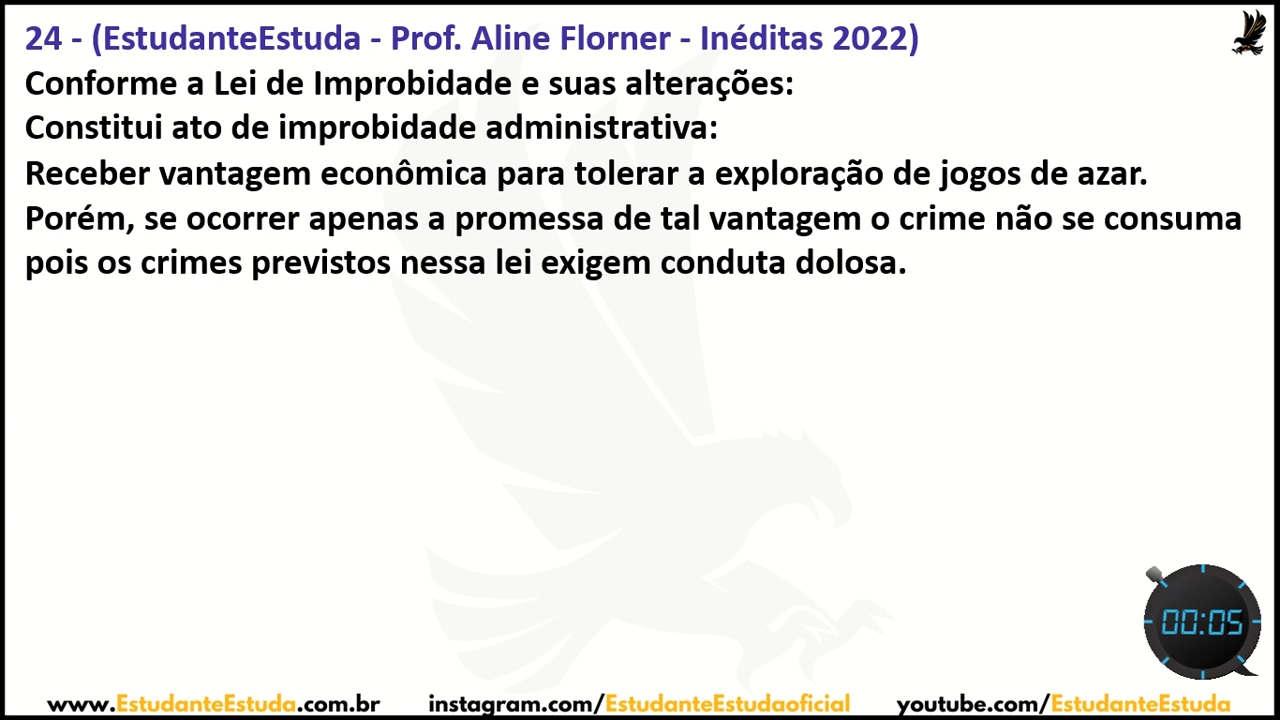 24 - (EstudanteEstuda - Prof. Aline Florner - Inéditas 2022)
Conforme a Lei de Improbidade e suas alterações:
Constitui ato de improbidade administrativa:
Receber vantagem econômica para tolerar a exploração de jogos de azar.
Porém, se ocorrer apenas a promessa de tal vantagem o crime não se consuma
pois os crimes previstos nessa lei exigem conduta dolosa.
00:05
www.EstudanteEstuda.com.br instagram.com/EstudanteEstudaoficial youtube.com/EstudanteEstuda